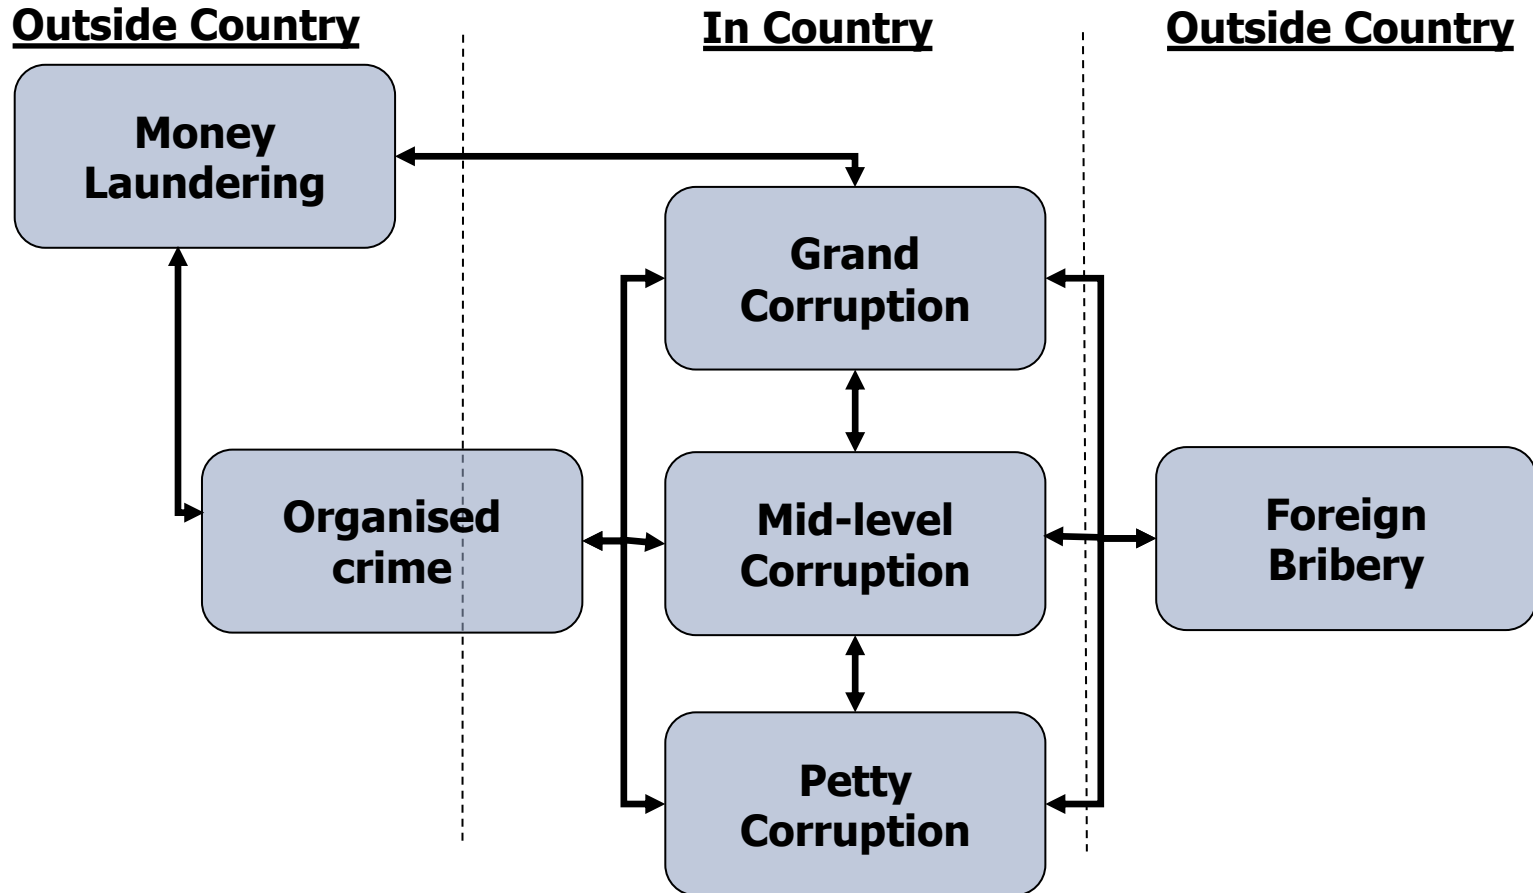 Outside Country
In Country
Outside Country
Money
Laundering
Grand
Corruption
Organised
crime
Mid-level
Corruption
Foreign
Bribery
Petty
Corruption